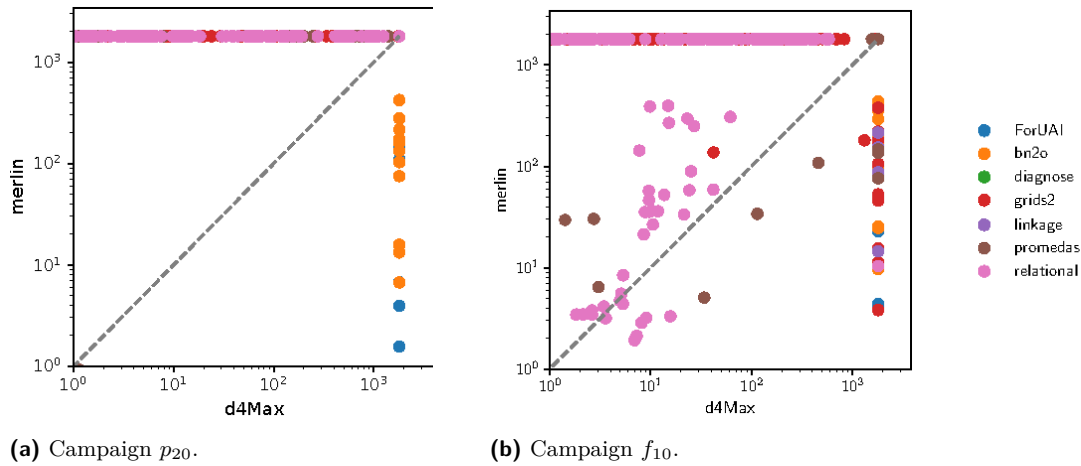 merlin
10³
10²
10¹
10⁰
10⁰ 10¹ 10² 10³
d4Max
merlin
10³
10²
10¹
10⁰
10⁰ 10¹ 10² 10³
d4Max
ForUAI
bn2o
diagnose
grids2
linkage
promedas
relational
(a) Campaign p₂₀.
(b) Campaign f₁₀.